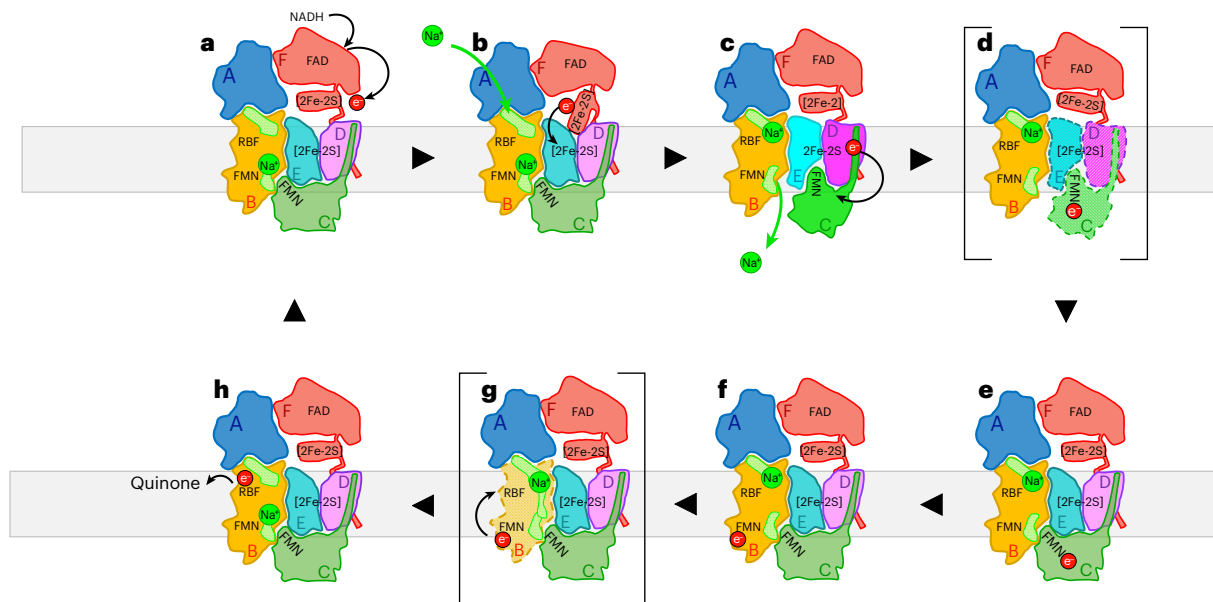 a
NADH
F
FAD
A
[2Fe-2S]
e-
RBF
D
[2Fe-2S]
Na+
E
FMN
FMN
B
C
Na+
b
F
FAD
A
[2Fe-2S]
e-
RBF
D
[2Fe-2S]
Na+
E
FMN
FMN
B
C
c
F
FAD
A
[2Fe-2]
Na+
D
RBF
2Fe-2S]
e-
FMN
E
FMN
B
C
Na+
d
F
FAD
A
[2Fe-2S]
Na+
D
RBF
[2Fe-2S]
FMN
E
FMN
B
e-
C
h
F
FAD
A
[2Fe-2S]
Quinone
e-
RBF
D
[2Fe-2S]
Na+
FMN
E
FMN
B
C
g
F
FAD
A
[2Fe-2S]
Na+
RBF
D
[2Fe-2S]
FMN
E
e-
B
FMN
C
f
F
FAD
A
[2Fe-2S]
Na+
RBF
D
[2Fe-2S]
FMN
E
e-
B
FMN
C
e
F
FAD
A
[2Fe-2S]
Na+
RBF
D
[2Fe-2S]
FMN
E
FMN
B
e-
C